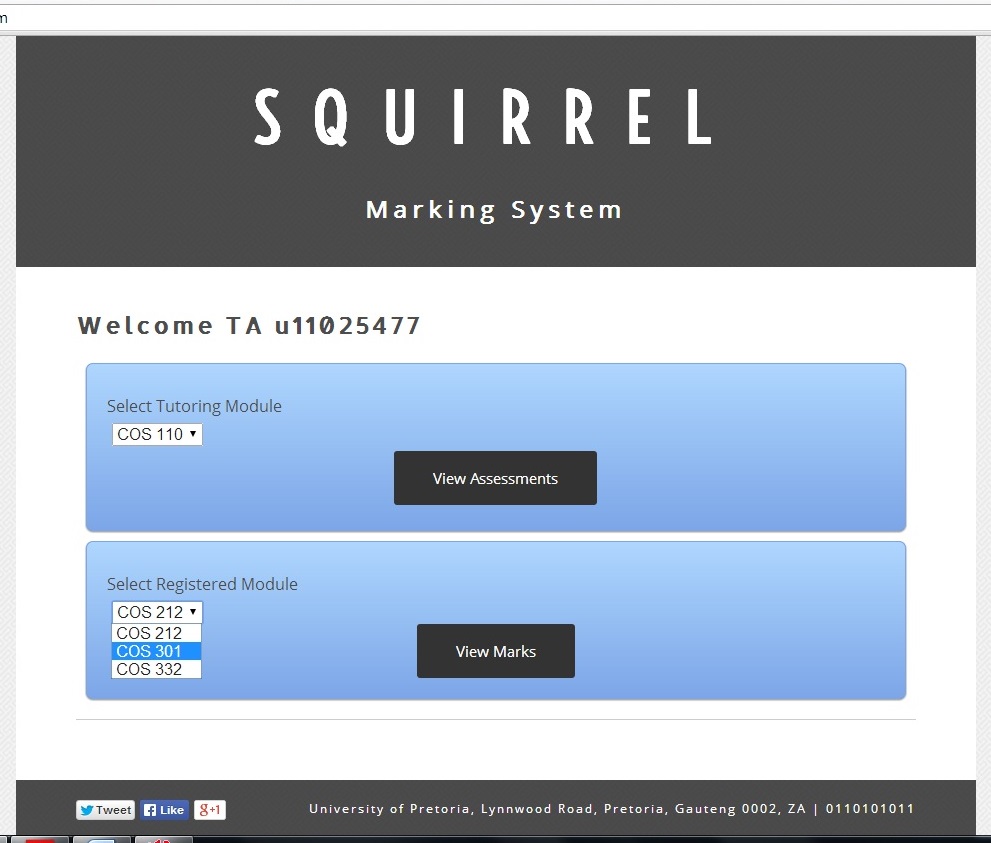 m
SQUIRREL
Marking System
Welcome TA u11025477
Select Tutoring Module
COS 110
View Assessments
Select Registered Module
COS 212
COS 212
COS 301
COS 332
View Marks
Tweet
Like
g+1
University of Pretoria, Lynnwood Road, Pretoria, Gauteng 0002, ZA | 0110101011